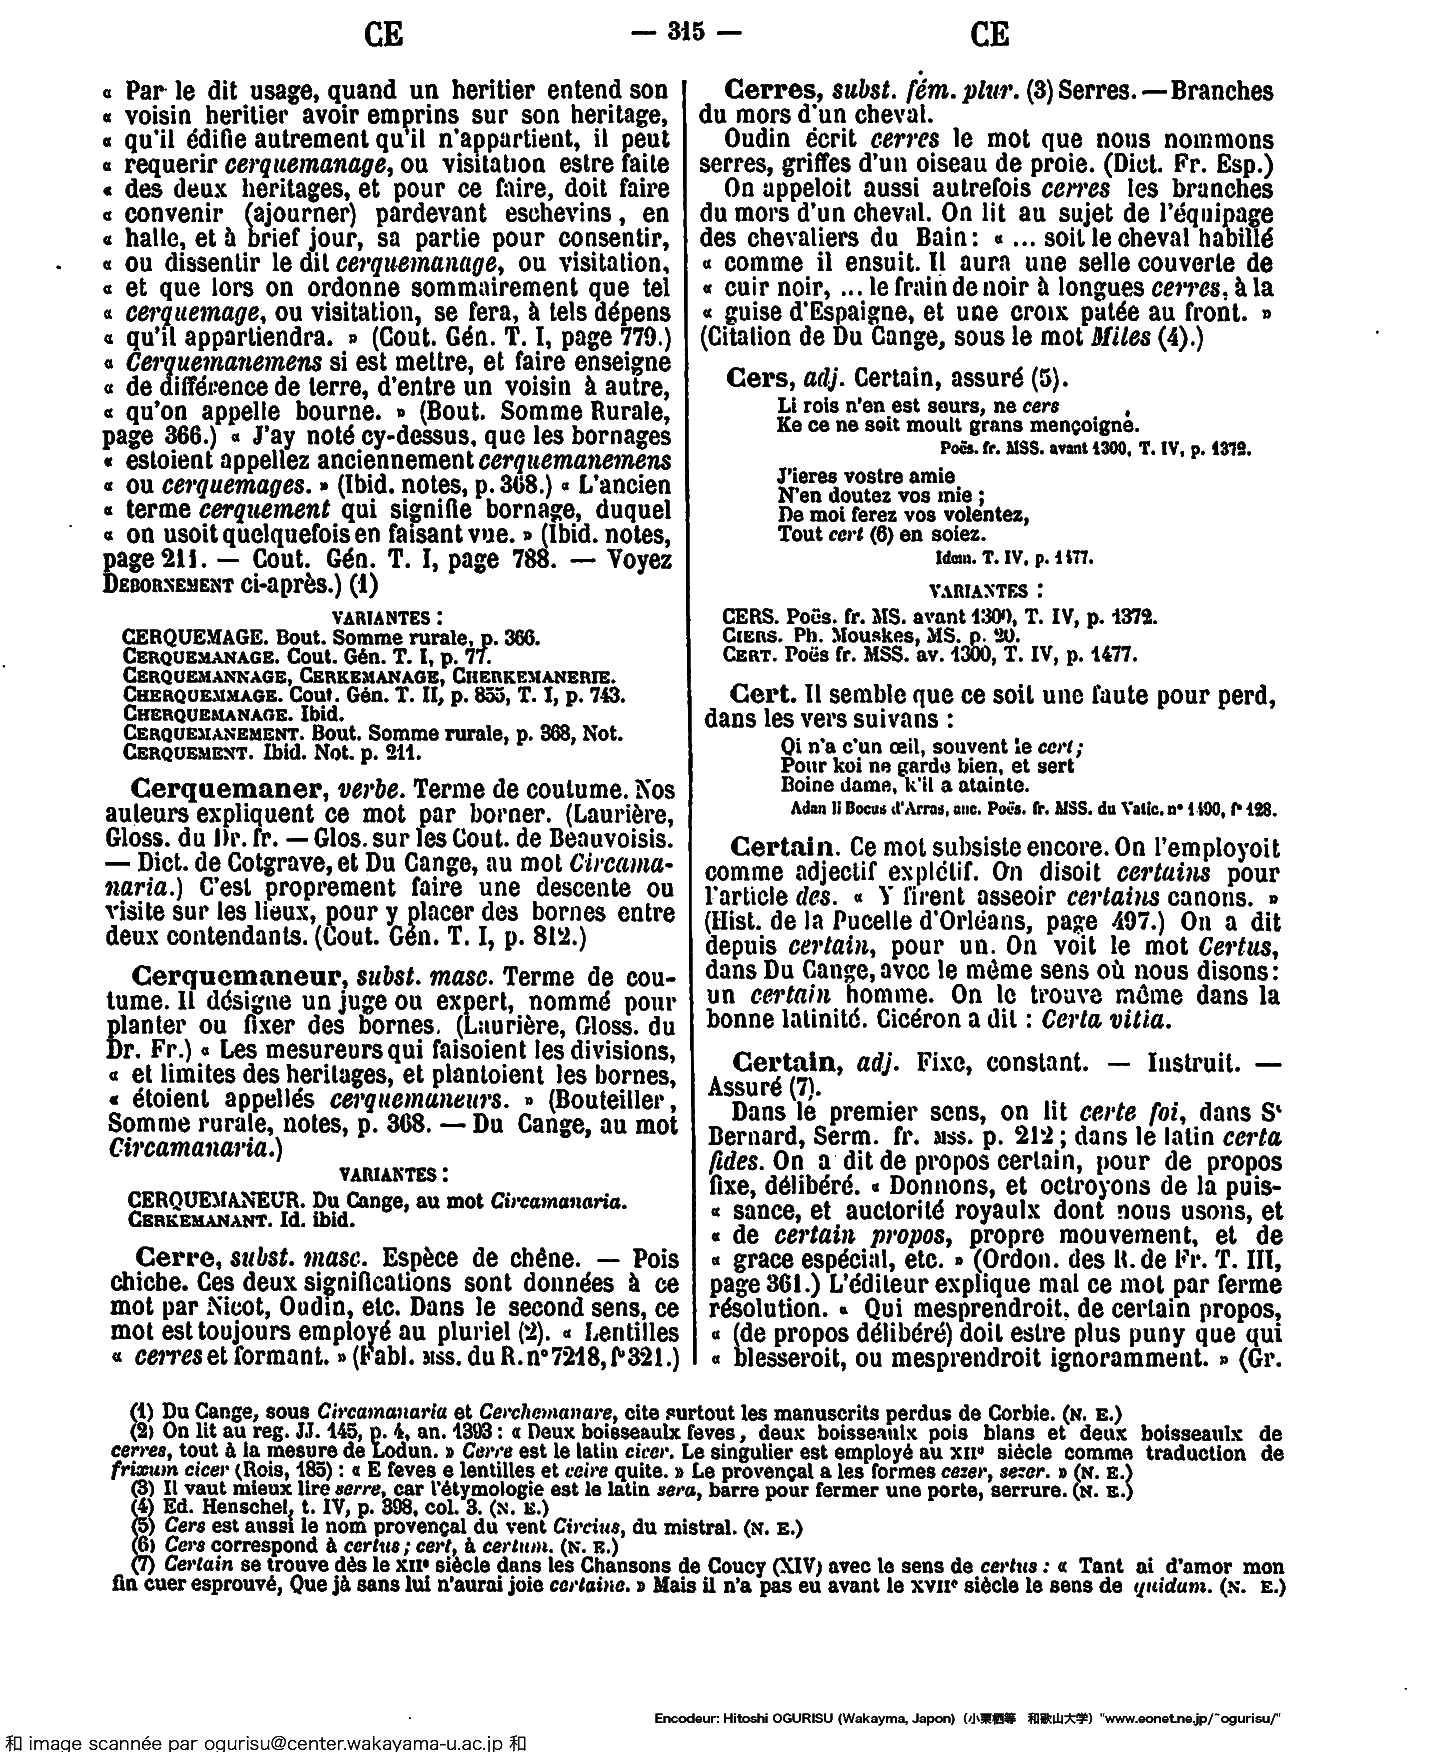 CE — 315 — CE
« Par le dit usage, quand un heritier entend son
« voisin heritier avoir emprins sur son heritage,
« qu'il édifie autrement qu'il n'appartient, il peut
« requerir cerquemanage, ou visitation estre faite
« des deux heritages, et pour ce faire, doit faire
« convenir (ajourner) pardevant eschevins, en
« halle, et à brief jour, sa partie pour consentir,
« ou dissentir le dit cerquemanage, ou visitation,
« et que lors on ordonne sommairement que tel
« cerquemage, ou visitation, se fera, à tels dépens
« qu'il appartiendra. » (Cout. Gén. T. I, page 779.)
« Cerquemanemens si est mettre, et faire enseigne
« de différence de terre, d'entre un voisin à autre,
« qu'on appelle bourne. » (Bout. Somme Rurale,
page 366.) « J'ay noté cy-dessus, que les bornages
« estoient appellez anciennement cerquemanemens
« ou cerquemages. » (Ibid. notes, p. 368.) « L'ancien
« terme cerquement qui signifie bornage, duquel
« on usoit quelquefois en faisant vue. » (Ibid. notes,
page 211. — Cout. Gén. T. I, page 788. — Voyez
DEBORNEMENT ci-après.) (1)
VARIANTES :
CERQUEMAGE. Bout. Somme rurale, p. 366.
CERQUEMANAGE. Cout. Gén. T. I, p. 77.
CERQUEMANNAGE, CERKEMANAGE, CHERKEMANERIE.
CHERQUEMMAGE. Cout. Gén. T. II, p. 855, T. I, p. 743.
CHERQUEMANAGE. Ibid.
CERQUEMANEMENT. Bout. Somme rurale, p. 368, Not.
CERQUEMENT. Ibid. Not. p. 211.
Cerquemaner, verbe. Terme de coutume. Nos
auteurs expliquent ce mot par borner. (Laurière,
Gloss. du Dr. fr. — Glos. sur les Cout. de Beauvoisis.
— Dict. de Cotgrave, et Du Cange, au mot Circama-
naria.) C'est proprement faire une descente ou
visite sur les lieux, pour y placer des bornes entre
deux contendants. (Cout. Gén. T. I, p. 812.)
Cerquemaneur, subst. masc. Terme de cou-
tume. Il désigne un juge ou expert, nommé pour
planter ou fixer des bornes. (Laurière, Gloss. du
Dr. Fr.) « Les mesureurs qui faisoient les divisions,
« et limites des heritages, et plantoient les bornes,
« étoient appellés cerquemaneurs. » (Bouteiller,
Somme rurale, notes, p. 368. — Du Cange, au mot
Circamanaria.)
VARIANTES :
CERQUEMANEUR. Du Cange, au mot Circamanaria.
CERKEMANANT. Id. ibid.
Cerre, subst. masc. Espèce de chêne. — Pois
chiche. Ces deux significations sont données à ce
mot par Nicot, Oudin, etc. Dans le second sens, ce
mot est toujours employé au pluriel (2). « Lentilles
« cerres et formant. » (Fabl. MSS. du R. n° 7218, f° 321.)
Cerres, subst. fém. plur. (3) Serres. — Branches
du mors d'un cheval.
Oudin écrit cerres le mot que nous nommons
serres, griffes d'un oiseau de proie. (Dict. Fr. Esp.)
On appeloit aussi autrefois cerres les branches
du mors d'un cheval. On lit au sujet de l'équipage
des chevaliers du Bain : « ... soit le cheval habillé
« comme il ensuit. Il aura une selle couverte de
« cuir noir, ... le frain de noir à longues cerres, à la
« guise d'Espaigne, et une croix patée au front. »
(Citation de Du Cange, sous le mot Miles (4).)
Cers, adj. Certain, assuré (5).
Li rois n'en est seurs, ne cers
Ke ce ne soit moult grans mençoigne.
Poës. fr. MSS. avant 1300, T. IV, p. 1372.
J'ieres vostre amie
N'en doutez vos mie ;
De moi ferez vos volentez,
Tout cert (6) en soiez.
Idem. T. IV, p. 1477.
VARIANTES :
CERS. Poës. fr. MS. avant 1300, T. IV, p. 1372.
CIERS. Ph. Mouskes, MS. p. 20.
CERT. Poës fr. MSS. av. 1300, T. IV, p. 1477.
Cert. Il semble que ce soit une faute pour perd,
dans les vers suivans :
Qi n'a c'un œil, souvent le cert ;
Pour koi ne garde bien, et sert
Boine dame, k'il a atainte.
Adan li Bocus d'Arras, anc. Poës. fr. MSS. du Vatic. n° 1490, f° 128.
Certain. Ce mot subsiste encore. On l'employoit
comme adjectif explétif. On disoit certains pour
l'article des. « Y firent asseoir certains canons. »
(Hist. de la Pucelle d'Orléans, page 497.) On a dit
depuis certain, pour un. On voit le mot Certus,
dans Du Cange, avec le même sens où nous disons :
un certain homme. On le trouve même dans la
bonne latinité. Cicéron a dit : Certa vitia.
Certain, adj. Fixe, constant. — Instruit. —
Assuré (7).
Dans le premier sens, on lit certe foi, dans St
Bernard, Serm. fr. MSS. p. 212 ; dans le latin certa
fides. On a dit de propos certain, pour de propos
fixe, délibéré. « Donnons, et octroyons de la puis-
« sance, et auctorité royaulx dont nous usons, et
« de certain propos, propre mouvement, et de
« grace espécial, etc. » (Ordon. des R. de Fr. T. III,
page 361.) L'éditeur explique mal ce mot par ferme
résolution. « Qui mesprendroit, de certain propos,
« (de propos délibéré) doit estre plus puny que qui
« blesseroit, ou mesprendroit ignoramment. » (Gr.
(1) Du Cange, sous Circamanaria et Cerchemanare, cite surtout les manuscrits perdus de Corbie. (N. E.)
(2) On lit au reg. JJ. 145, p. 4, an. 1393 : « Deux boisseaulx feves, deux boisseaulx pois blans et deux boisseaulx de
cerres, tout à la mesure de Lodun. » Cerre est le latin cicer. Le singulier est employé au XIIe siècle comme traduction de
frixum cicer (Rois, 185) : « E feves e lentilles et ceire quite. » Le provençal a les formes cezer, sezer. » (N. E.)
(3) Il vaut mieux lire serre, car l'étymologie est le latin sera, barre pour fermer une porte, serrure. (N. E.)
(4) Ed. Henschel, t. IV, p. 398, col. 3. (N. E.)
(5) Cers est aussi le nom provençal du vent Circius, du mistral. (N. E.)
(6) Cers correspond à certus ; cert, à certum. (N. E.)
(7) Certain se trouve dès le XIIe siècle dans les Chansons de Coucy (XIV) avec le sens de certus : « Tant ai d'amor mon
fin cuer esprouvé, Que jà sans lui n'aurai joie certaine. » Mais il n'a pas eu avant le XVIIe siècle le sens de quidam. (N. E.)
Encodeur: Hitoshi OGURISU (Wakayma, Japon) (小栗栖等 和歌山大学) "www.eonet.ne.jp/~ogurisu/"
和 image scannée par ogurisu@center.wakayama-u.ac.jp 和